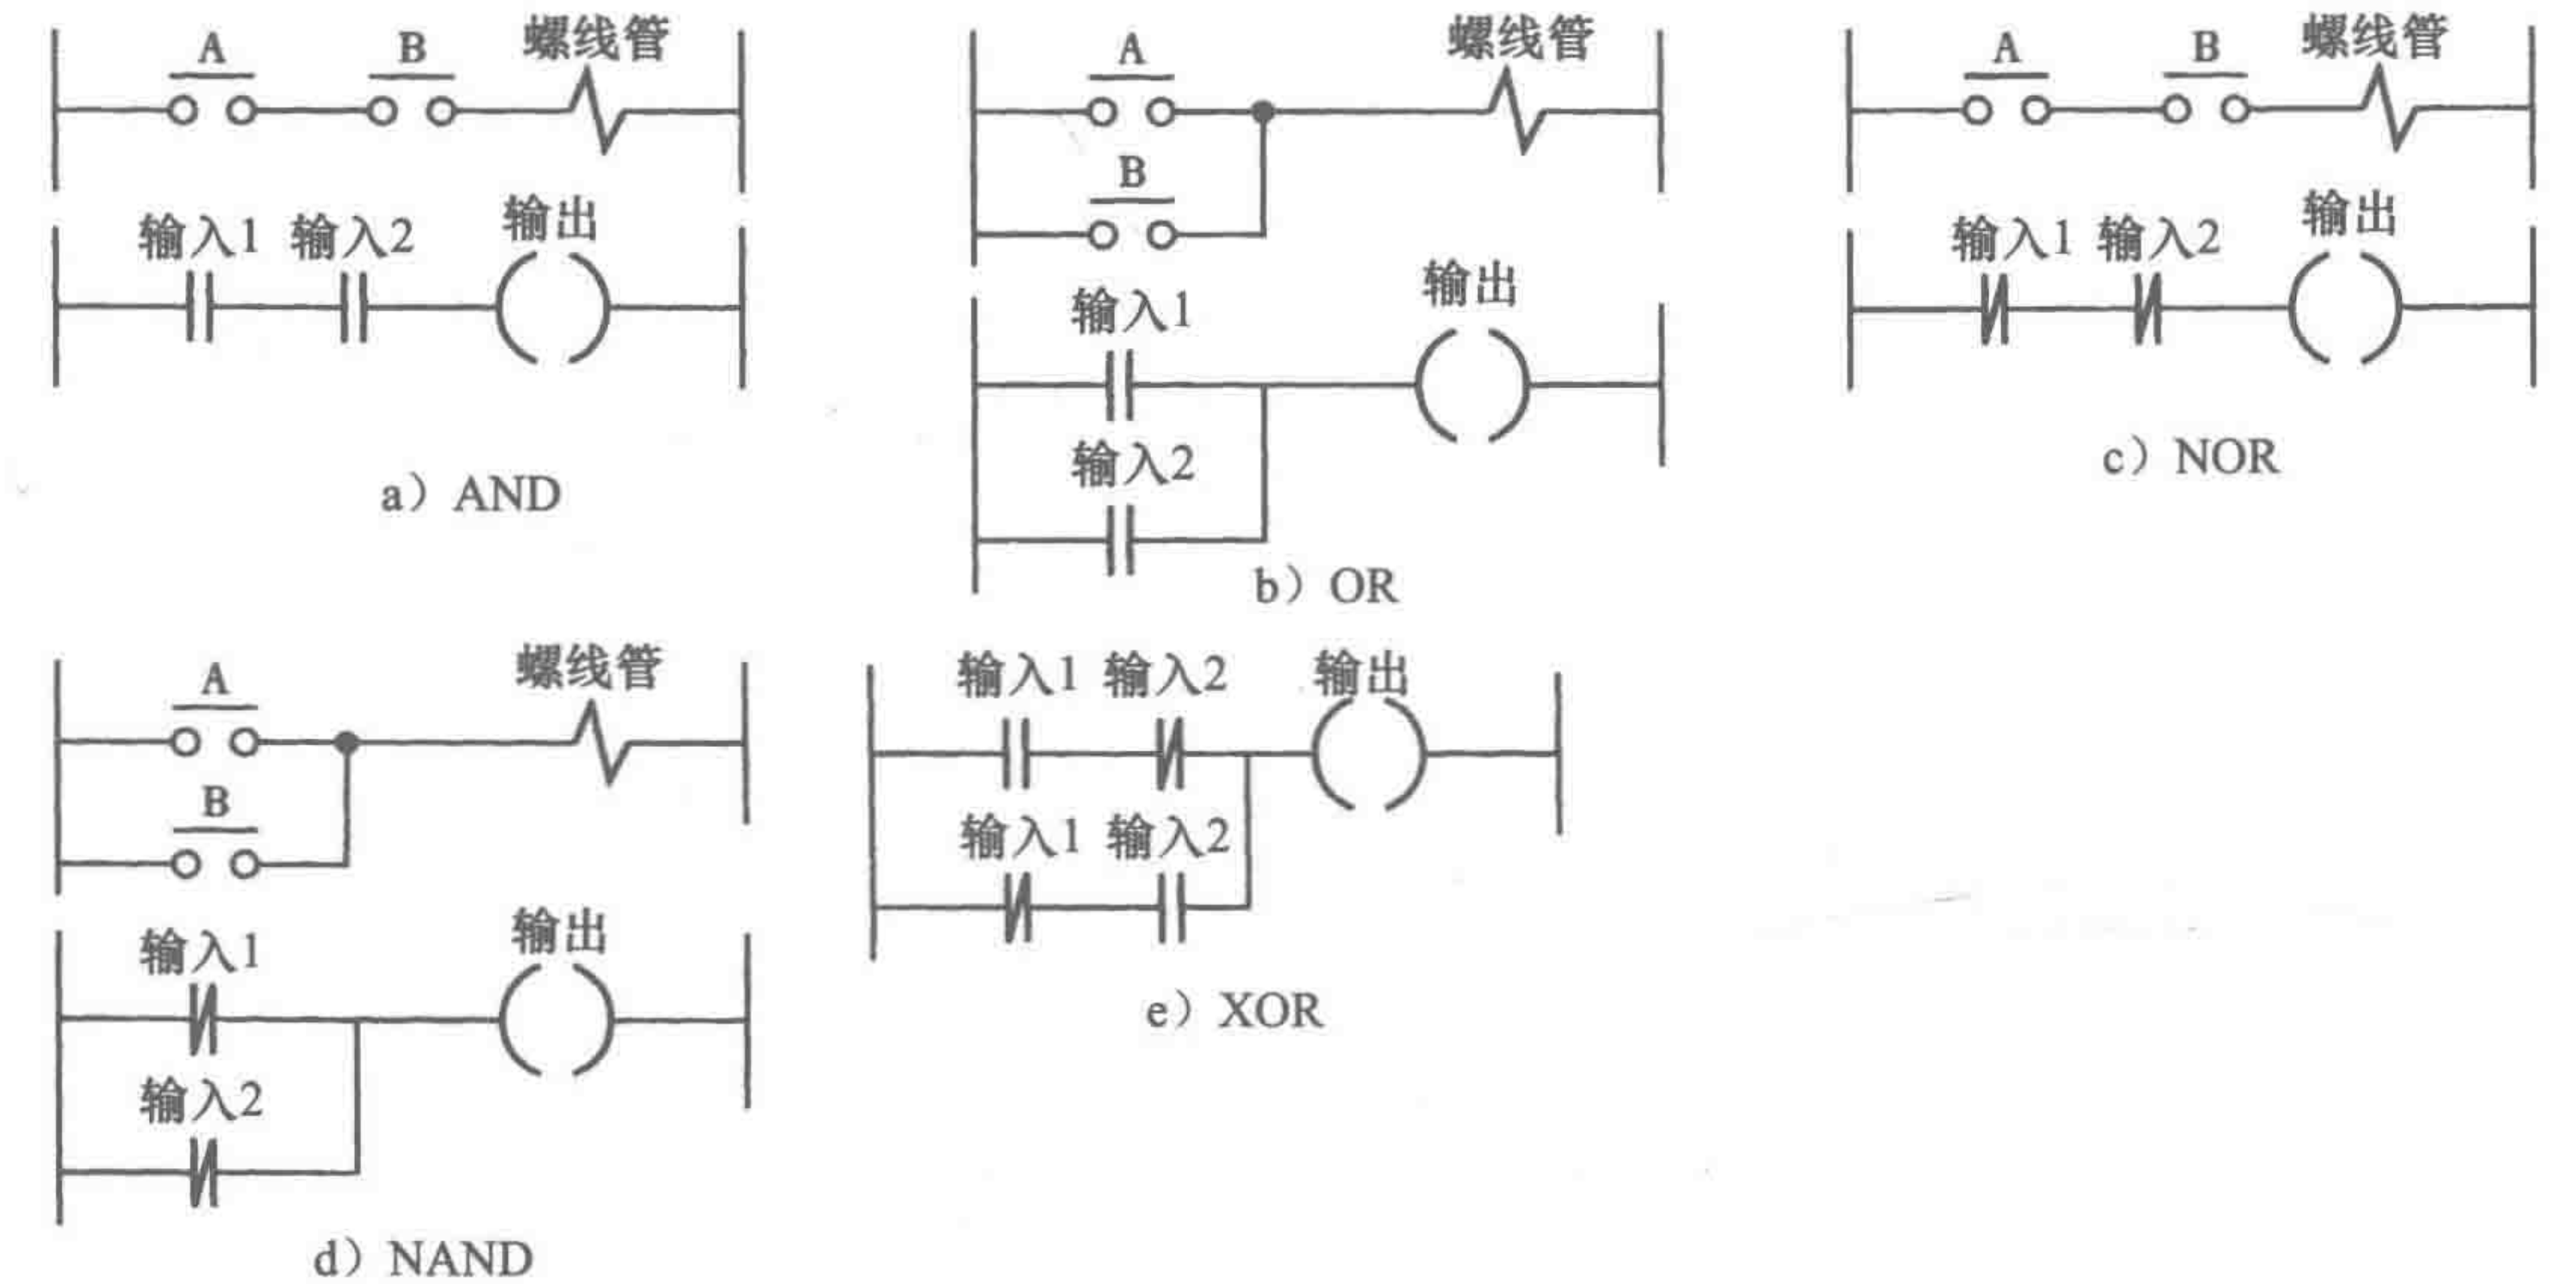 A B 螺线管
输入1 输入2 输出
a）AND
A 螺线管
B
输入1 输出
输入2
b）OR
A B 螺线管
输入1 输入2 输出
c）NOR
A 螺线管
B
输入1 输出
输入2
d）NAND
输入1 输入2 输出
输入1 输入2
e）XOR